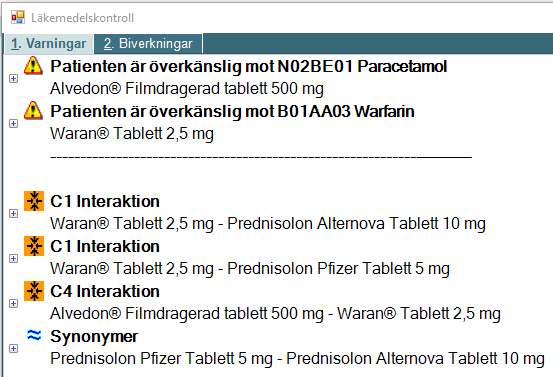 Läkemedelskontroll
1. Varningar 2. Biverkningar
Patienten är överkänslig mot N02BE01 Paracetamol
Alvedon® Filmdragerad tablett 500 mg
Patienten är överkänslig mot B01AA03 Warfarin
Waran® Tablett 2,5 mg
C1 Interaktion
Waran® Tablett 2,5 mg - Prednisolon Alternova Tablett 10 mg
C1 Interaktion
Waran® Tablett 2,5 mg - Prednisolon Pfizer Tablett 5 mg
C4 Interaktion
Alvedon® Filmdragerad tablett 500 mg - Waran® Tablett 2,5 mg
Synonymer
Prednisolon Pfizer Tablett 5 mg - Prednisolon Alternova Tablett 10 mg